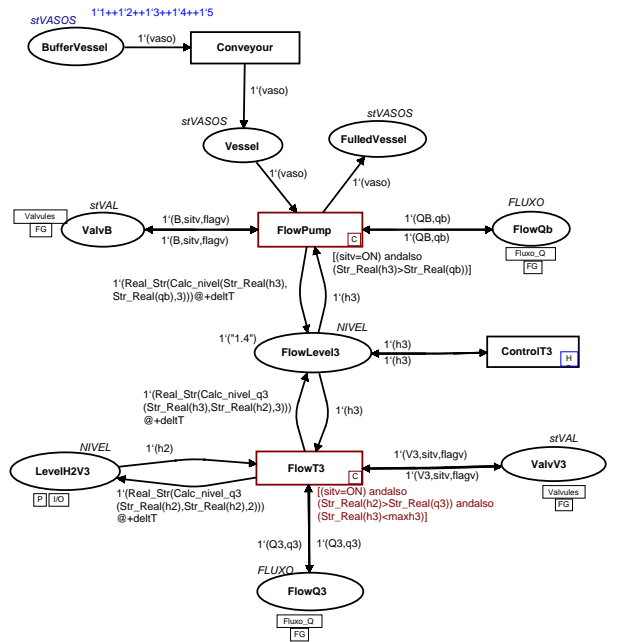 1‘1++1‘2++1‘3++1‘4++1‘5
stVASOS
BufferVessel
1‘(vaso)
Conveyour
1‘(vaso)
stVASOS
Vessel
stVASOS
FulledVessel
1‘(vaso)
1‘(vaso)
stVAL
ValvB
Valvules
FG
1‘(B,sitv,flagv)
1‘(B,sitv,flagv)
FlowPump
C
1‘(QB,qb)
1‘(QB,qb)
FLUXO
FlowQb
Fluxo_Q
FG
[(sitv=ON) andalso
(Str_Real(h3)>Str_Real(qb))]
1‘(Real_Str(Calc_nivel(Str_Real(h3),
Str_Real(qb),3)))@+deltT
1‘(h3)
NIVEL
1‘("1.4")
FlowLevel3
1‘(h3)
1‘(h3)
ControlT3
H
1‘(Real_Str(Calc_nivel_q3
(Str_Real(h3),Str_Real(h2),3)))
@+deltT
1‘(h3)
NIVEL
LevelH2V3
P
I/O
1‘(h2)
1‘(Real_Str(Calc_nivel_q3
(Str_Real(h2),Str_Real(h2),2)))
@+deltT
FlowT3
C
1‘(V3,sitv,flagv)
1‘(V3,sitv,flagv)
stVAL
ValvV3
Valvules
FG
[(sitv=ON) andalso
(Str_Real(h2)>Str_Real(q3)) andalso
(Str_Real(h3)<maxh3)]
1‘(Q3,q3)
1‘(Q3,q3)
FLUXO
FlowQ3
Fluxo_Q
FG